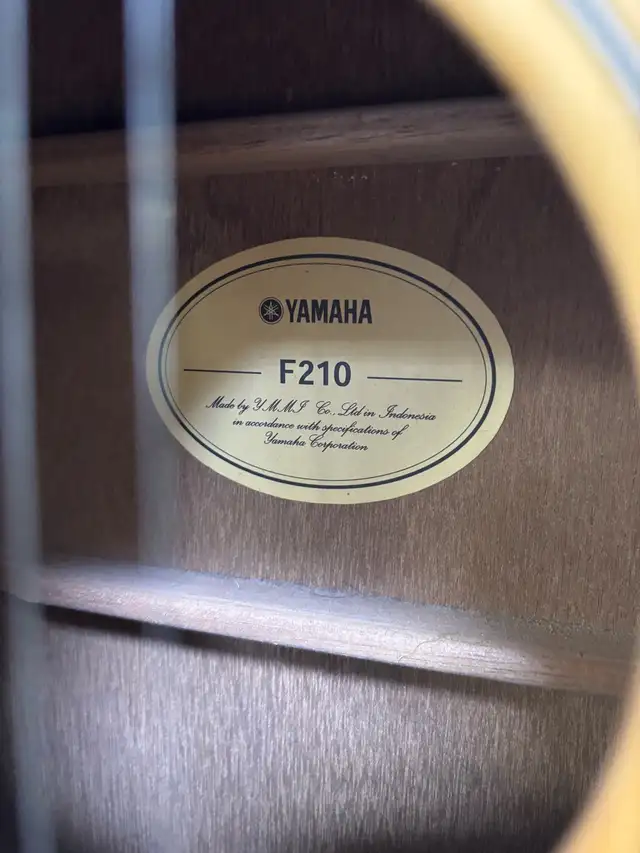 YAMAHA
F210
Made by YMMI Co., Ltd in Indonesia
in accordance with specifications of
Yamaha Corporation